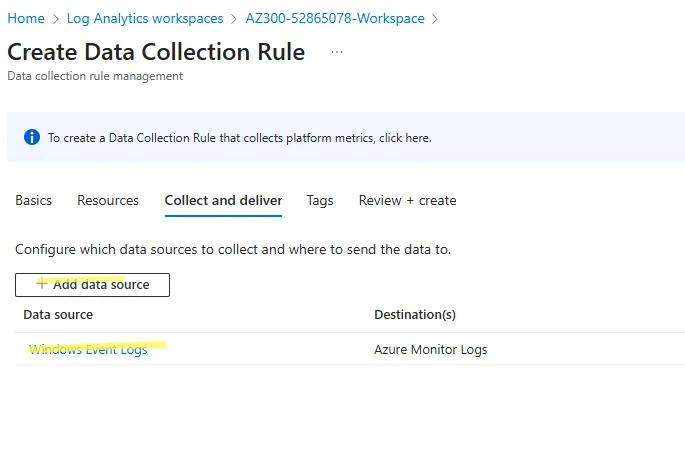 Home > Log Analytics workspaces > AZ300-52865078-Workspace >
Create Data Collection Rule ...
Data collection rule management
To create a Data Collection Rule that collects platform metrics, click here.
Basics Resources Collect and deliver Tags Review + create
Configure which data sources to collect and where to send the data to.
+ Add data source
Data source Destination(s)
Windows Event Logs Azure Monitor Logs